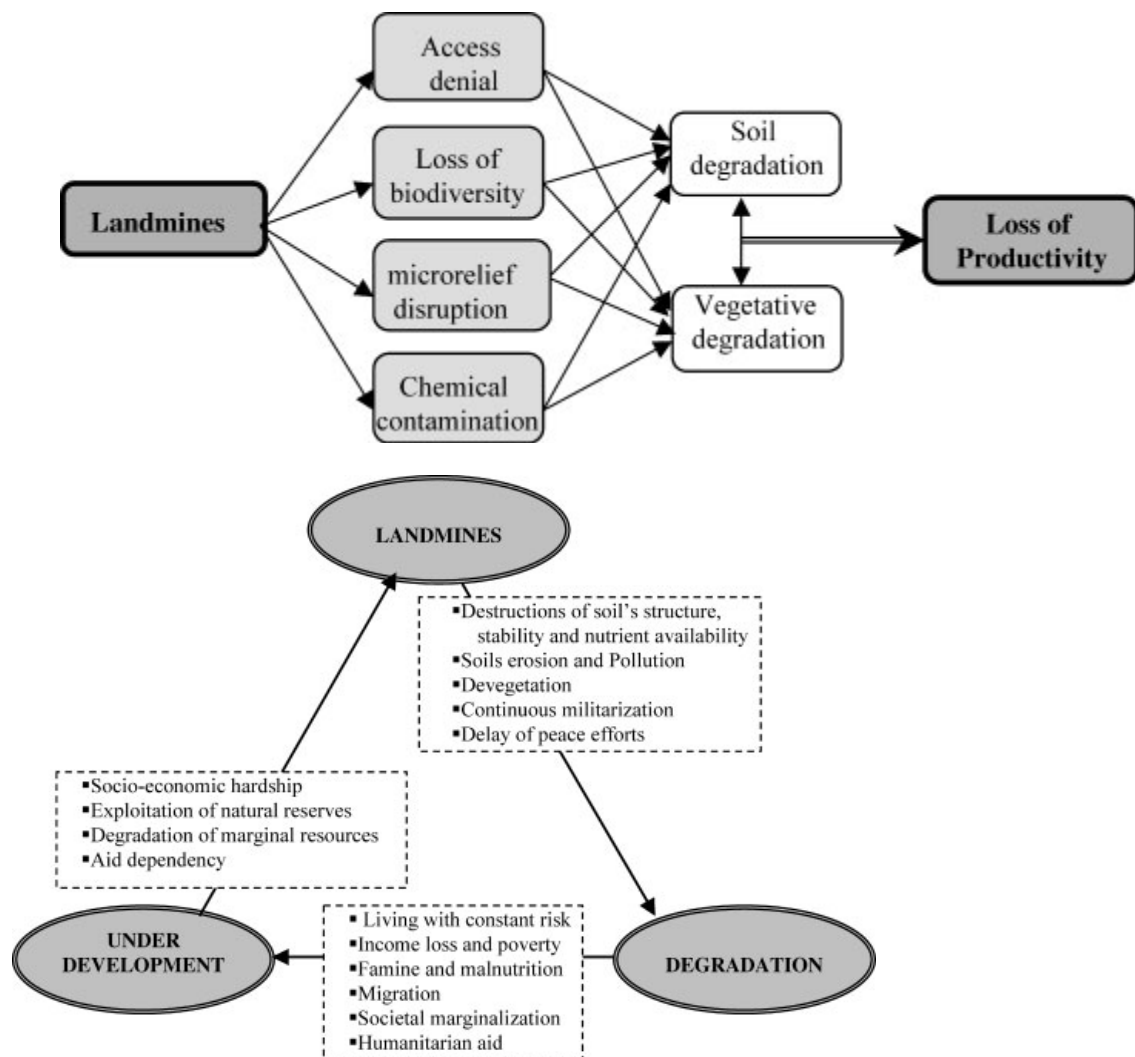 Access
denial
Loss of
biodiversity
Landmines
microrelief
disruption
Chemical
contamination
Soil
degradation
Vegetative
degradation
Loss of
Productivity
LANDMINES
▪Destructions of soil's structure,
stability and nutrient availability
▪Soils erosion and Pollution
▪Devegetation
▪Continuous militarization
▪Delay of peace efforts
▪Socio-economic hardship
▪Exploitation of natural reserves
▪Degradation of marginal resources
▪Aid dependency
UNDER
DEVELOPMENT
▪ Living with constant risk
▪Income loss and poverty
▪Famine and malnutrition
▪Migration
▪Societal marginalization
▪Humanitarian aid
DEGRADATION